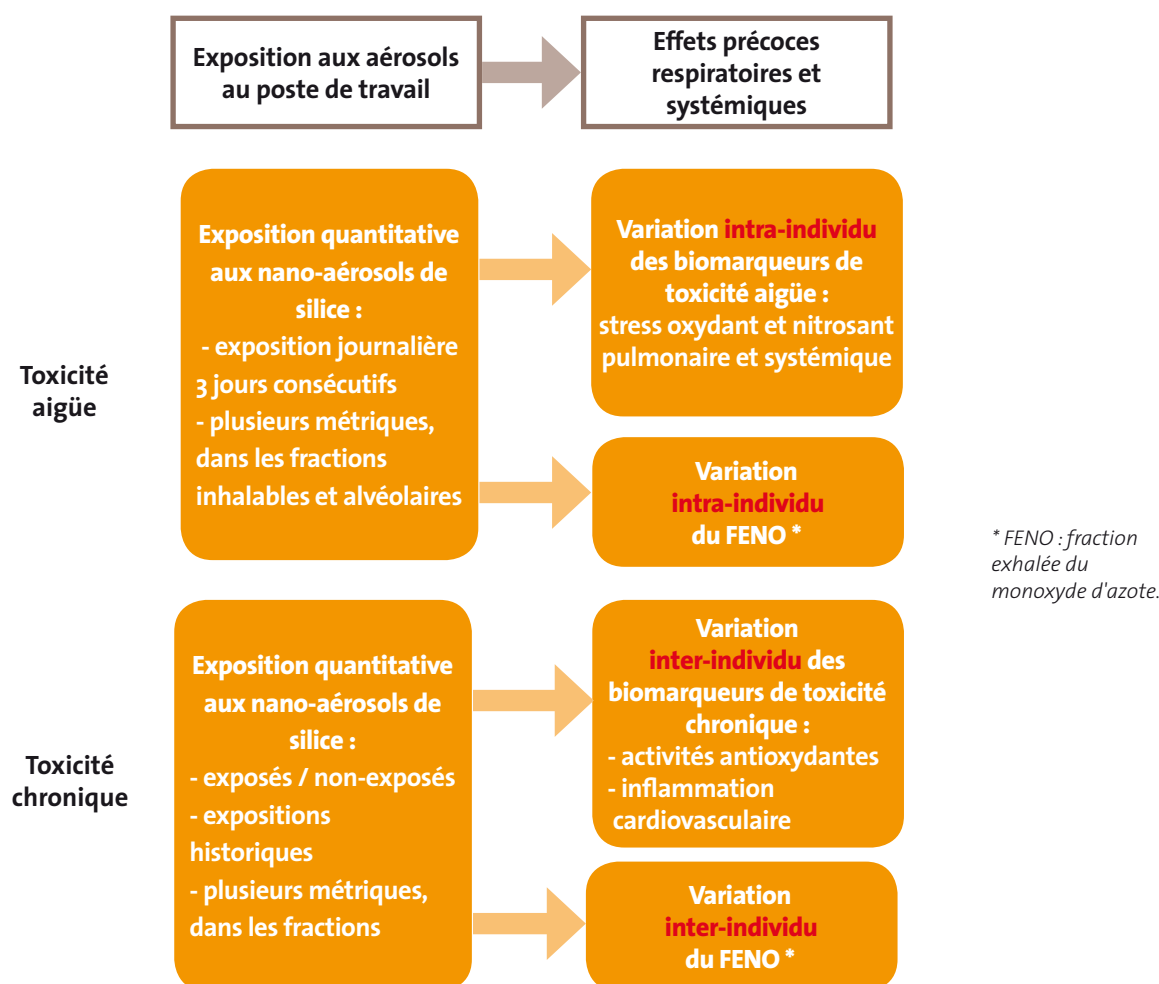 Exposition aux aérosols
au poste de travail
Effets précoces
respiratoires et
systémiques
Toxicité
aigüe
Exposition quantitative
aux nano-aérosols de
silice :
- exposition journalière
3 jours consécutifs
- plusieurs métriques,
dans les fractions
inhalables et alvéolaires
Variation intra-individu
des biomarqueurs de
toxicité aigüe :
stress oxydant et nitrosant
pulmonaire et systémique
Variation
intra-individu
du FENO *
* FENO : fraction
exhalée du
monoxyde d'azote.
Toxicité
chronique
Exposition quantitative
aux nano-aérosols de
silice :
- exposés / non-exposés
- expositions
historiques
- plusieurs métriques,
dans les fractions
Variation
inter-individu des
biomarqueurs de toxicité
chronique :
- activités antioxydantes
- inflammation
cardiovasculaire
Variation
inter-individu
du FENO *